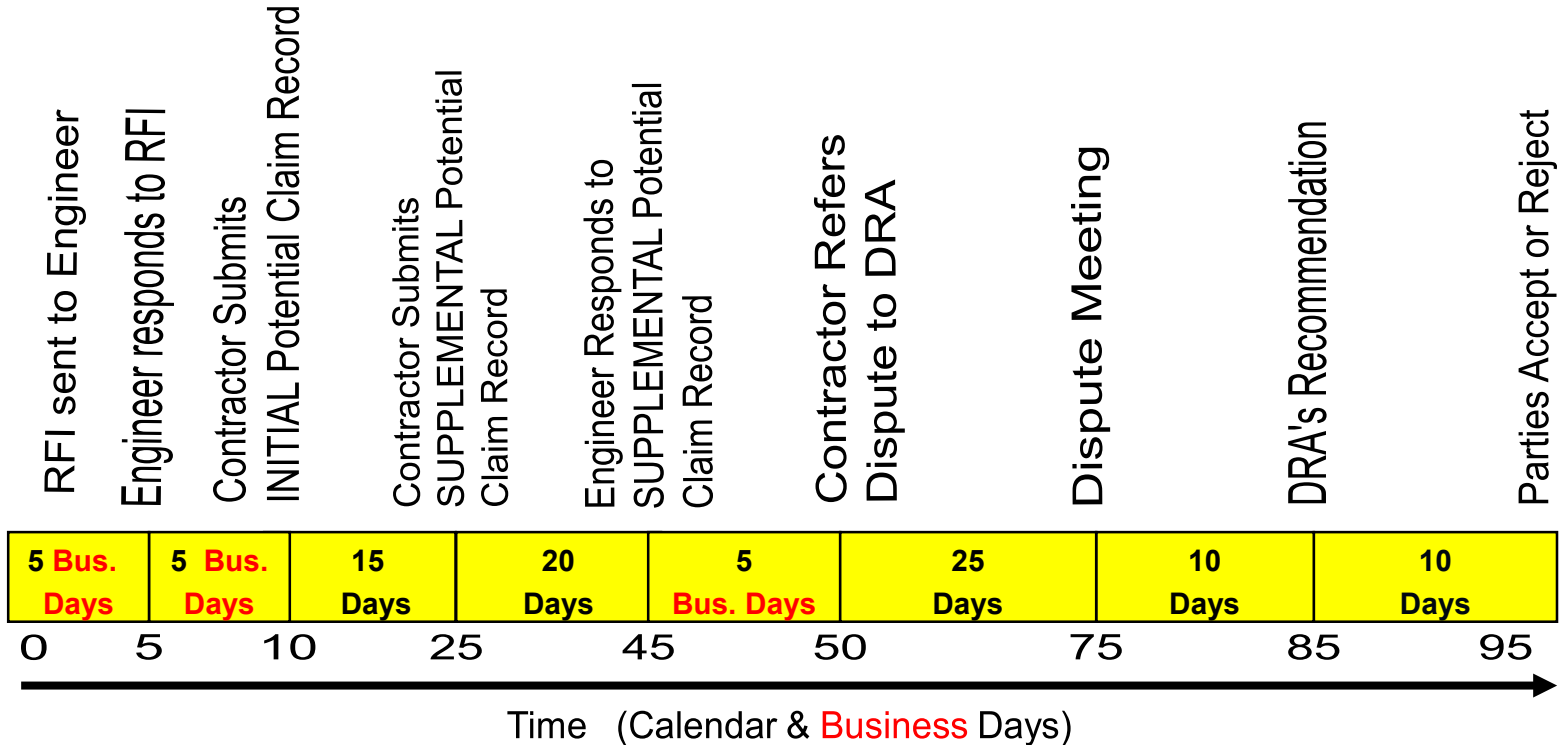 RFI sent to Engineer
Engineer responds to RFI
Contractor Submits
INITIAL Potential Claim Record
Contractor Submits
SUPPLEMENTAL Potential
Claim Record
Engineer Responds to
SUPPLEMENTAL Potential
Claim Record
Contractor Refers
Dispute to DRA
Dispute Meeting
DRA's Recommendation
Parties Accept or Reject
5 Bus.
Days
5 Bus.
Days
15
Days
20
Days
5
Bus. Days
25
Days
10
Days
10
Days
0 5 10 25 45 50 75 85 95
Time (Calendar & Business Days)